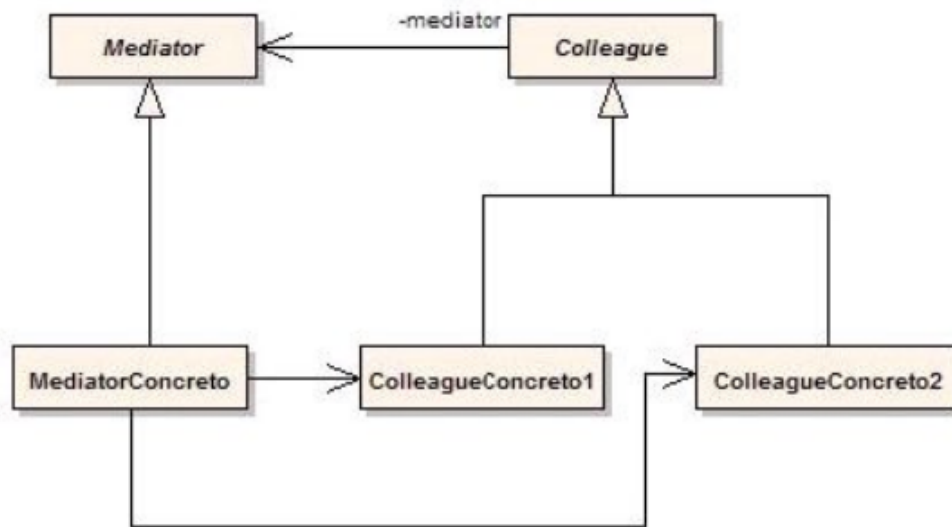 -mediator
Mediator
Colleague
MediatorConcreto
ColleagueConcreto1
ColleagueConcreto2